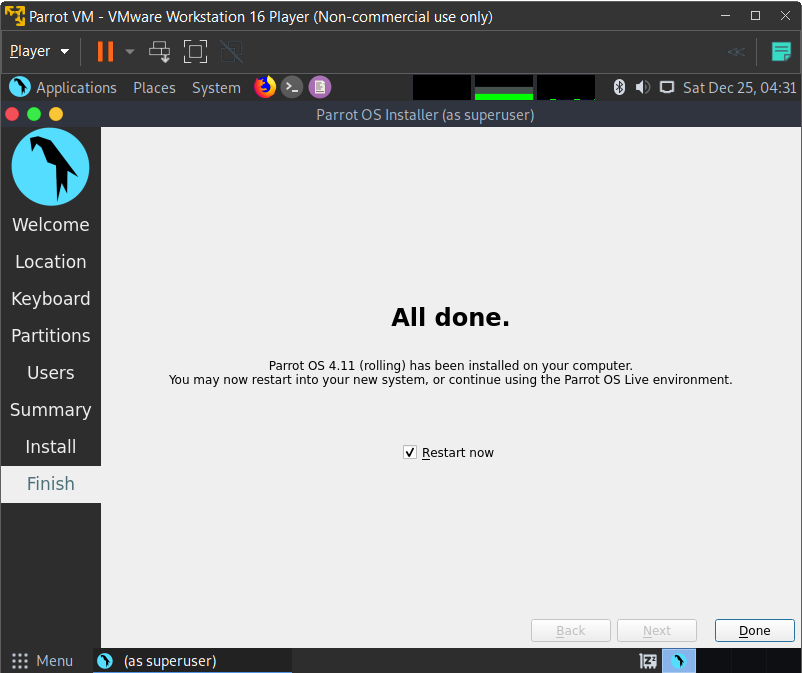 Parrot VM - VMware Workstation 16 Player (Non-commercial use only)
Player
Applications Places System Sat Dec 25, 04:31
Parrot OS Installer (as superuser)
Welcome
Location
Keyboard
Partitions
Users
Summary
Install
Finish
All done.
Parrot OS 4.11 (rolling) has been installed on your computer.
You may now restart into your new system, or continue using the Parrot OS Live environment.
Restart now
Back Next Done
Menu (as superuser)